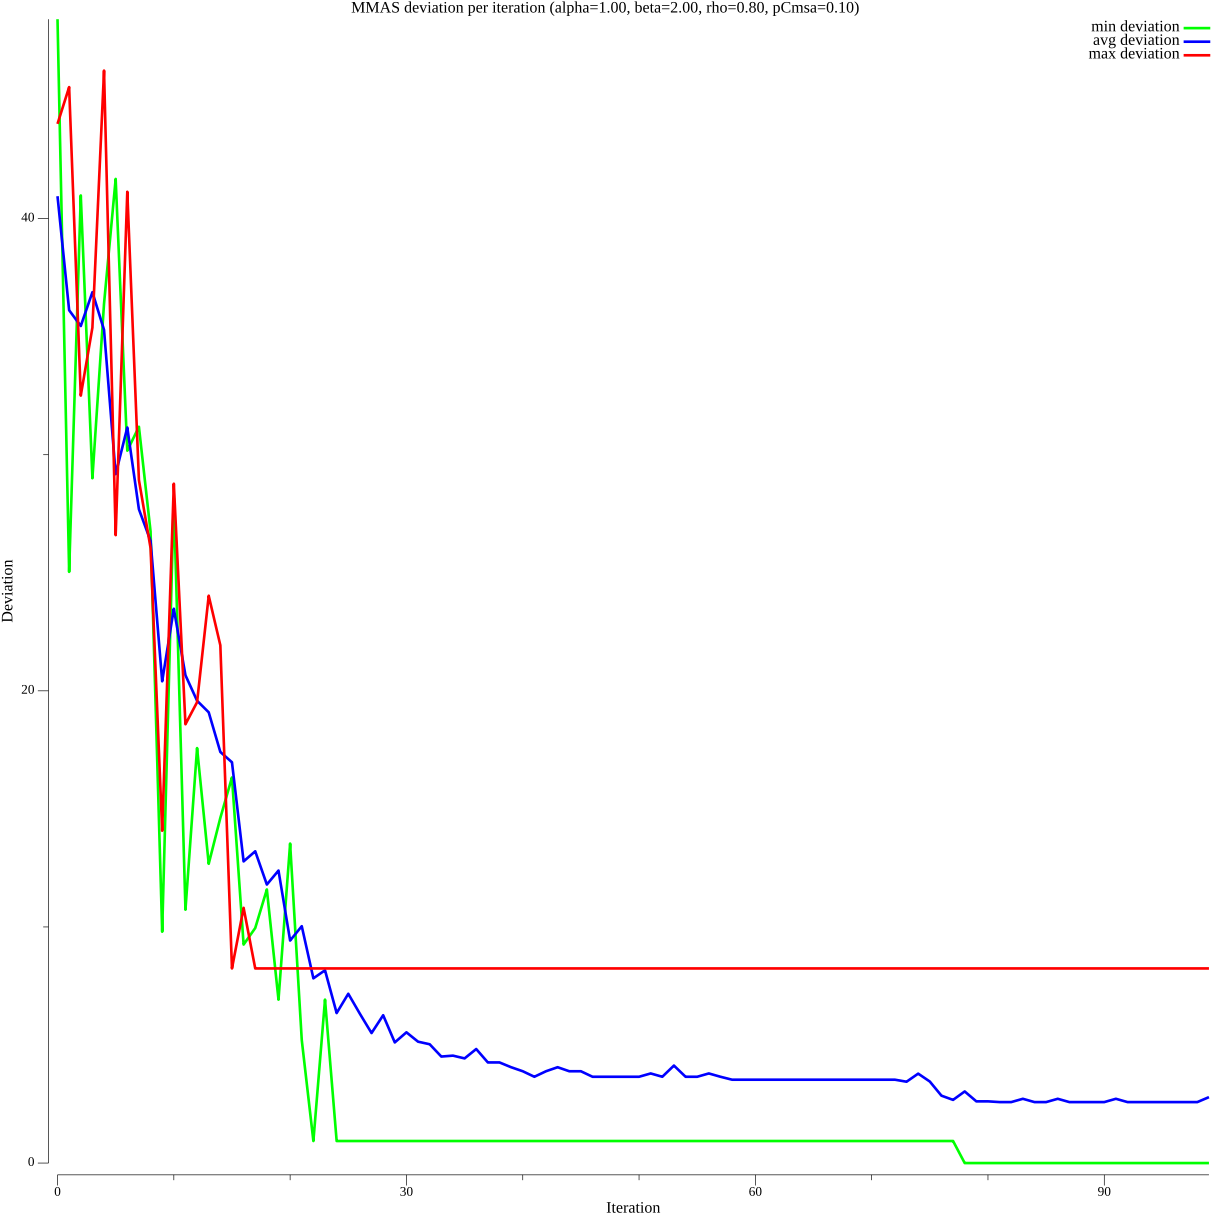 MMAS deviation per iteration (alpha=1.00, beta=2.00, rho=0.80, pCmsa=0.10)
min deviation
avg deviation
max deviation
40
20
0
Deviation
0
30
60
90
Iteration